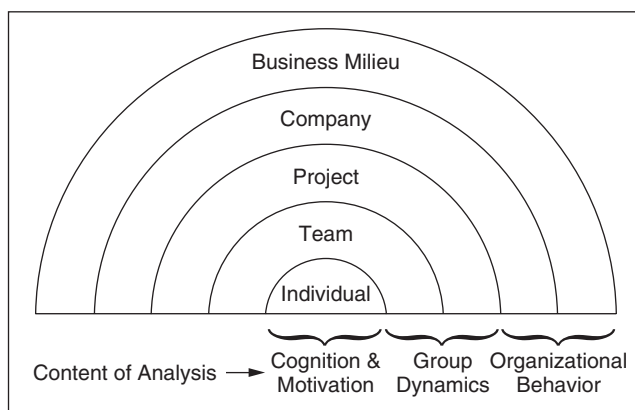 Business Milieu
Company
Project
Team
Individual
Content of Analysis
Cognition &
Motivation
Group
Dynamics
Organizational
Behavior